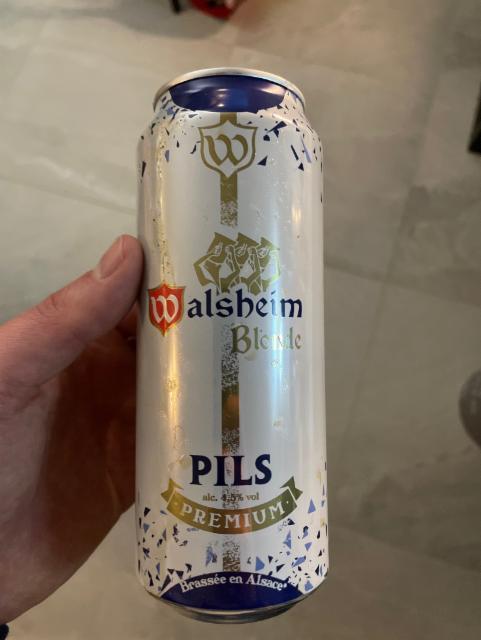 W
Walsheim
Blonde
PILS
alc. 4,5% vol
PREMIUM
Brassée en Alsace*